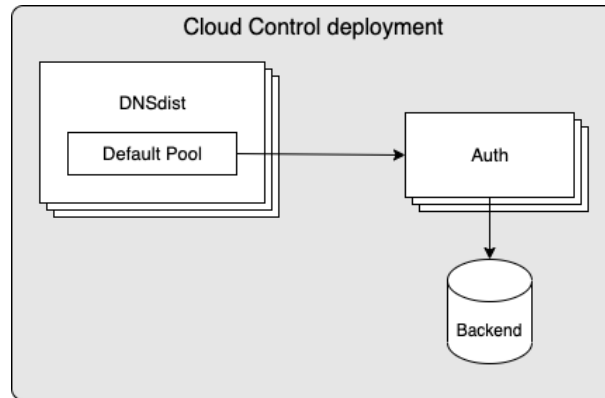 Cloud Control deployment
DNSdist
Default Pool
Auth
Backend